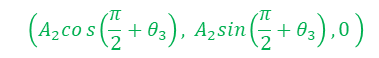 (A₂cos(π/2 + θ₃), A₂sin(π/2 + θ₃), 0)